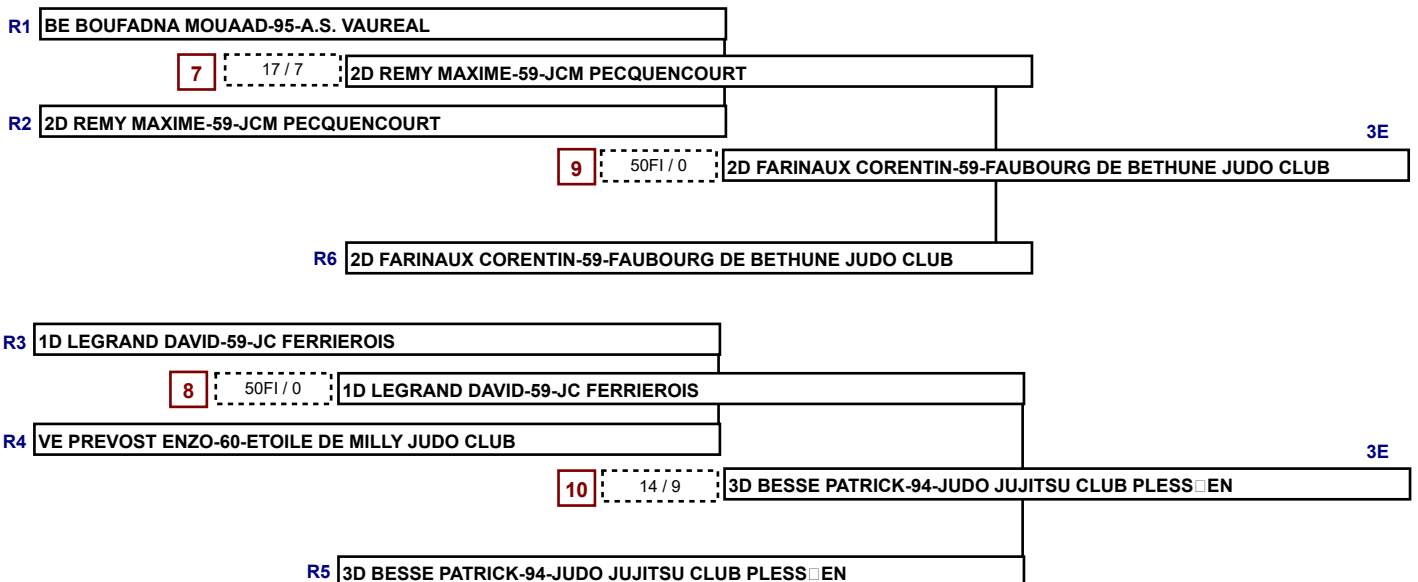 R1 BE BOUFADNA MOUAAD-95-A.S. VAUREAL
7 17 / 7 2D REMY MAXIME-59-JCM PECQUENCOURT
R2 2D REMY MAXIME-59-JCM PECQUENCOURT
3E
9 50FI / 0 2D FARINAUX CORENTIN-59-FAUBOURG DE BETHUNE JUDO CLUB
R6 2D FARINAUX CORENTIN-59-FAUBOURG DE BETHUNE JUDO CLUB
R3 1D LEGRAND DAVID-59-JC FERRIEROIS
8 50FI / 0 1D LEGRAND DAVID-59-JC FERRIEROIS
R4 VE PREVOST ENZO-60-ETOILE DE MILLY JUDO CLUB
3E
10 14 / 9 3D BESSE PATRICK-94-JUDO JUJITSU CLUB PLESS□EN
R5 3D BESSE PATRICK-94-JUDO JUJITSU CLUB PLESS□EN